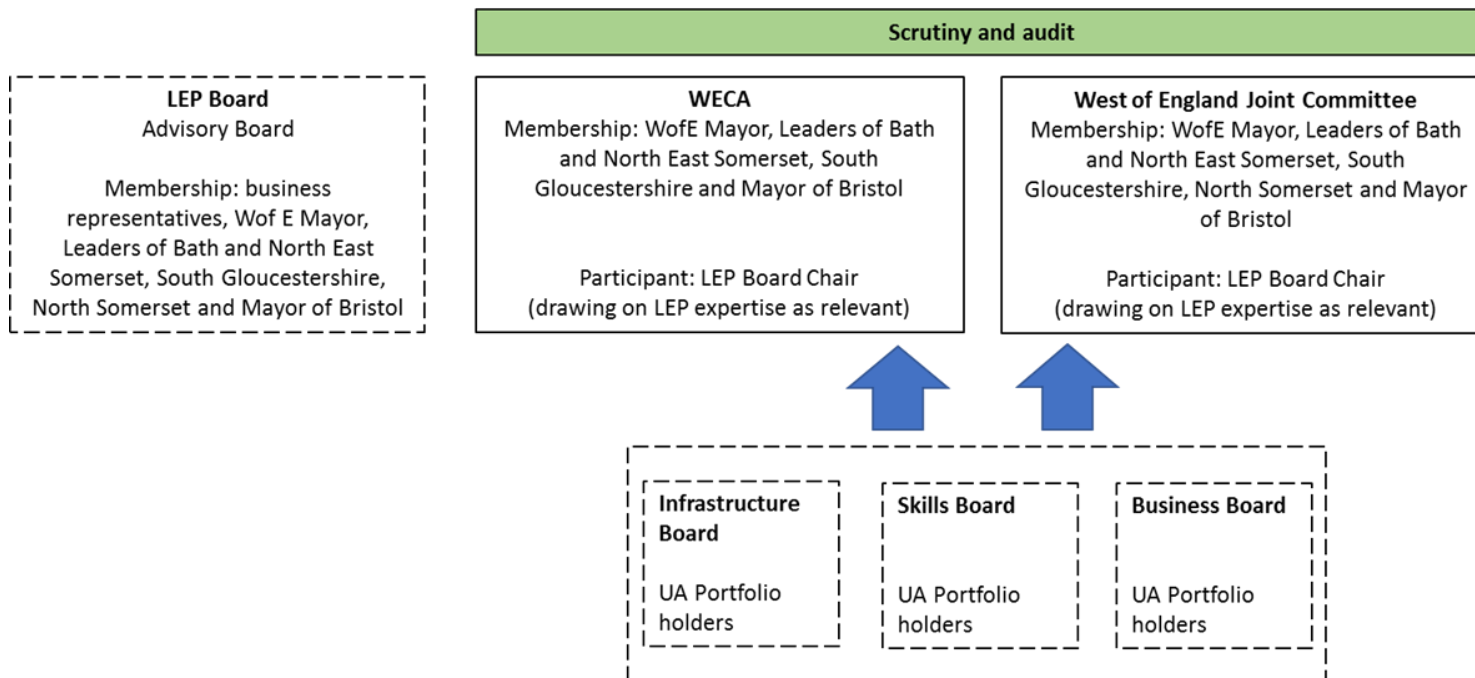 Scrutiny and audit
LEP Board
Advisory Board
Membership: business
representatives, Wof E Mayor,
Leaders of Bath and North East
Somerset, South Gloucestershire,
North Somerset and Mayor of Bristol
WECA
Membership: WofE Mayor, Leaders of Bath
and North East Somerset, South
Gloucestershire and Mayor of Bristol
Participant: LEP Board Chair
(drawing on LEP expertise as relevant)
West of England Joint Committee
Membership: WofE Mayor, Leaders of Bath
and North East Somerset, South
Gloucestershire, North Somerset and Mayor
of Bristol
Participant: LEP Board Chair
(drawing on LEP expertise as relevant)
Infrastructure
Board
UA Portfolio
holders
Skills Board
UA Portfolio
holders
Business Board
UA Portfolio
holders